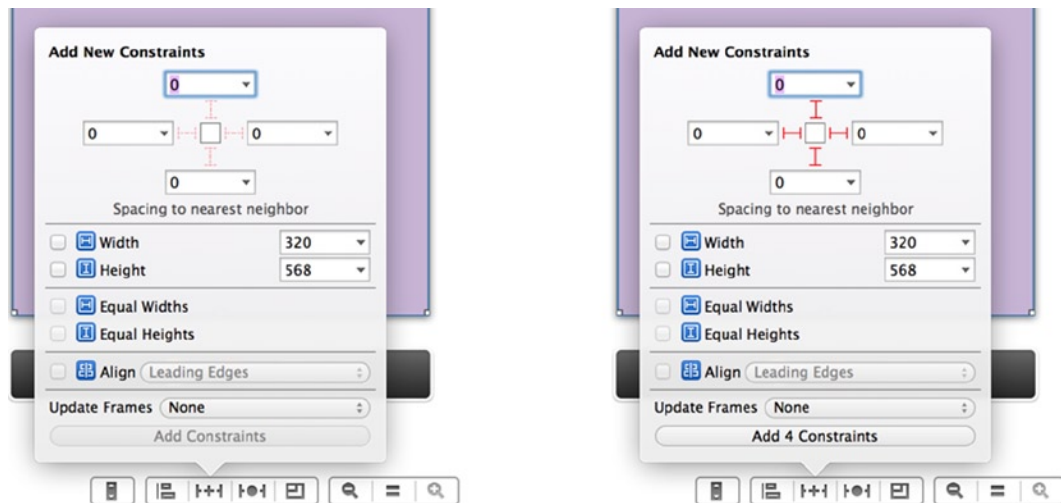 Add New Constraints
0
0
0
0
Spacing to nearest neighbor
Width 320
Height 568
Equal Widths
Equal Heights
Align Leading Edges
Update Frames None
Add Constraints
Add New Constraints
0
0
0
0
Spacing to nearest neighbor
Width 320
Height 568
Equal Widths
Equal Heights
Align Leading Edges
Update Frames None
Add 4 Constraints